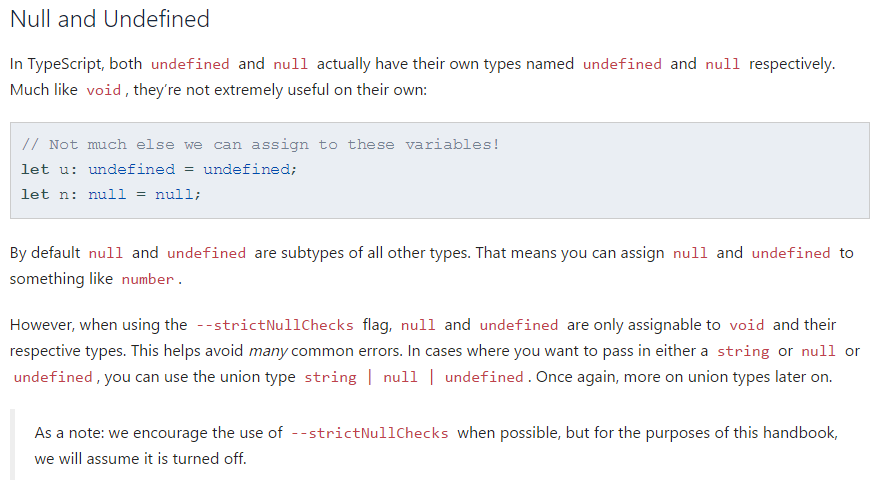 Null and Undefined
In TypeScript, both undefined and null actually have their own types named undefined and null respectively.
Much like void, they’re not extremely useful on their own:
// Not much else we can assign to these variables!
let u: undefined = undefined;
let n: null = null;
By default null and undefined are subtypes of all other types. That means you can assign null and undefined to
something like number.
However, when using the --strictNullChecks flag, null and undefined are only assignable to void and their
respective types. This helps avoid many common errors. In cases where you want to pass in either a string or null or
undefined, you can use the union type string | null | undefined. Once again, more on union types later on.
As a note: we encourage the use of --strictNullChecks when possible, but for the purposes of this handbook,
we will assume it is turned off.